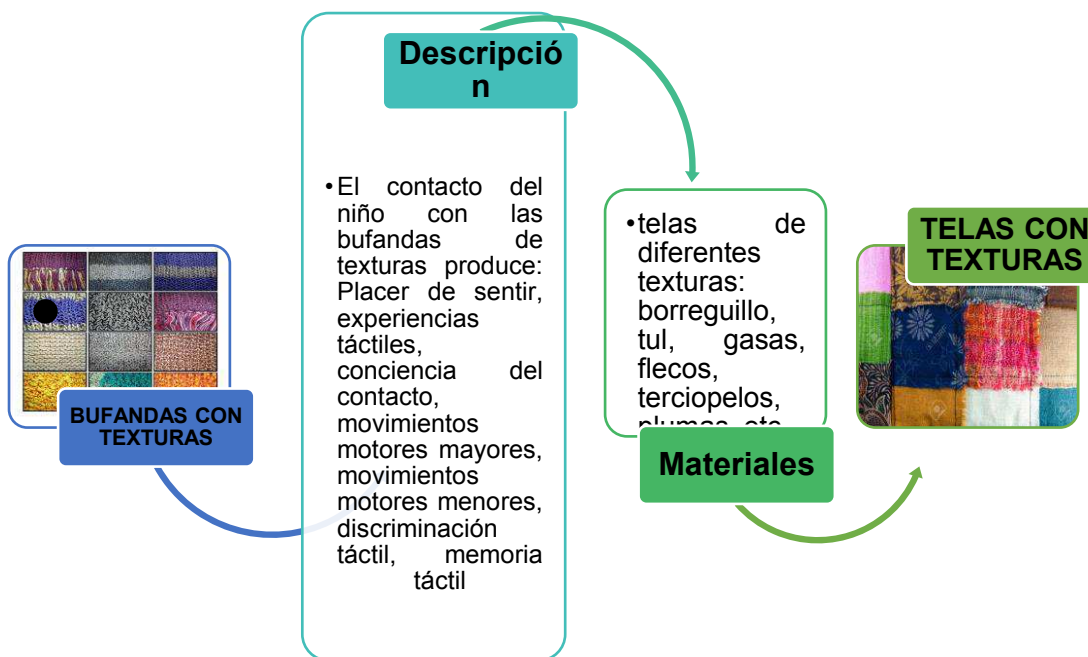 BUFANDAS CON
TEXTURAS
Descripció
n
•El contacto del
niño con las
bufandas de
texturas produce:
Placer de sentir,
experiencias
táctiles,
conciencia del
contacto,
movimientos
motores mayores,
movimientos
motores menores,
discriminación
táctil, memoria
táctil
•telas de
diferentes
texturas:
borreguillo,
tul, gasas,
flecos,
terciopelos,
plumas, etc
Materiales
TELAS CON
TEXTURAS